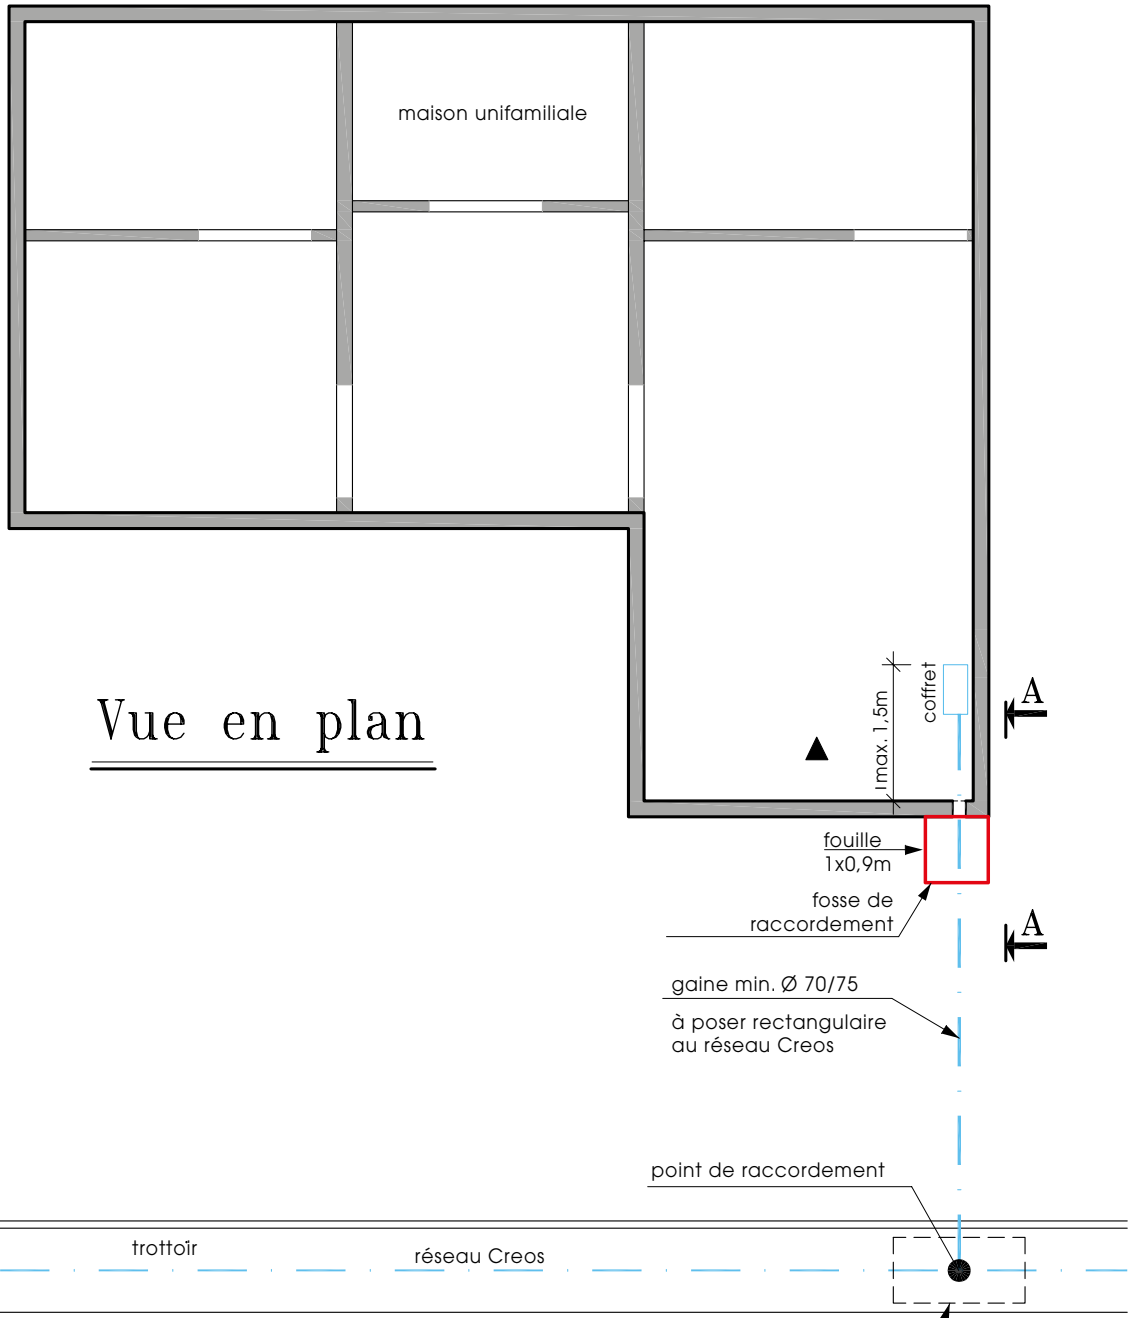 maison unifamiliale
Vue en plan
max. 1,5m
coffret
A
fouille
1x0,9m
fosse de
raccordement
A
gaine min. Ø 70/75
à poser rectangulaire
au réseau Creos
point de raccordement
trottoir
réseau Creos